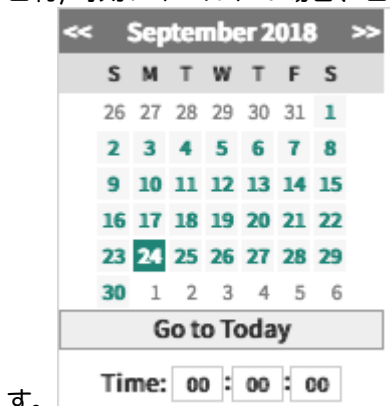 << September 2018 >>
S M T W T F S
26 27 28 29 30 31 1
2 3 4 5 6 7 8
9 10 11 12 13 14 15
16 17 18 19 20 21 22
23 24 25 26 27 28 29
30 1 2 3 4 5 6
Go to Today
Time: 00 : 00 : 00
す。